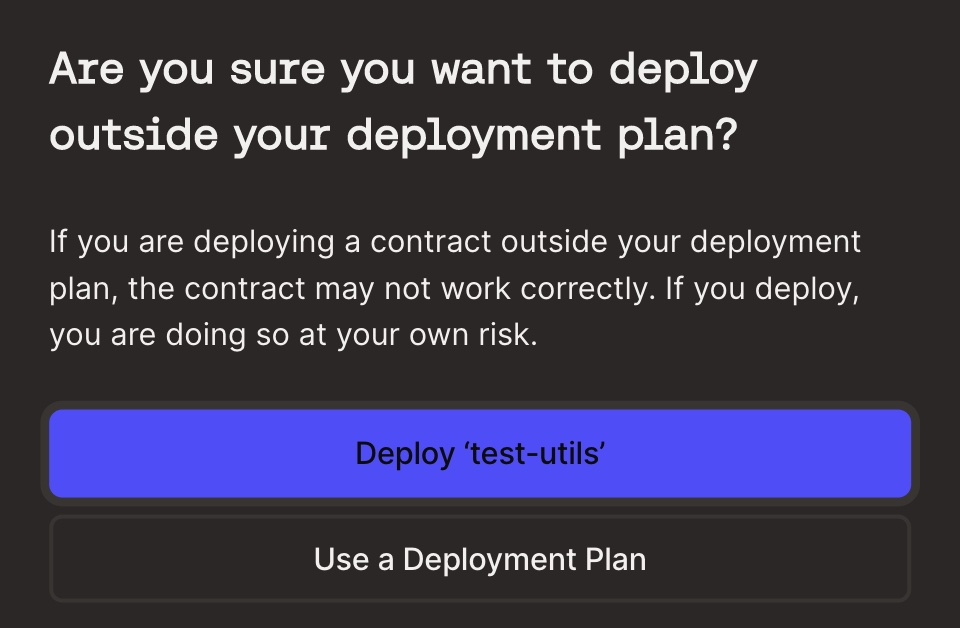 Are you sure you want to deploy
outside your deployment plan?
If you are deploying a contract outside your deployment
plan, the contract may not work correctly. If you deploy,
you are doing so at your own risk.
Deploy ‘test-utils’
Use a Deployment Plan